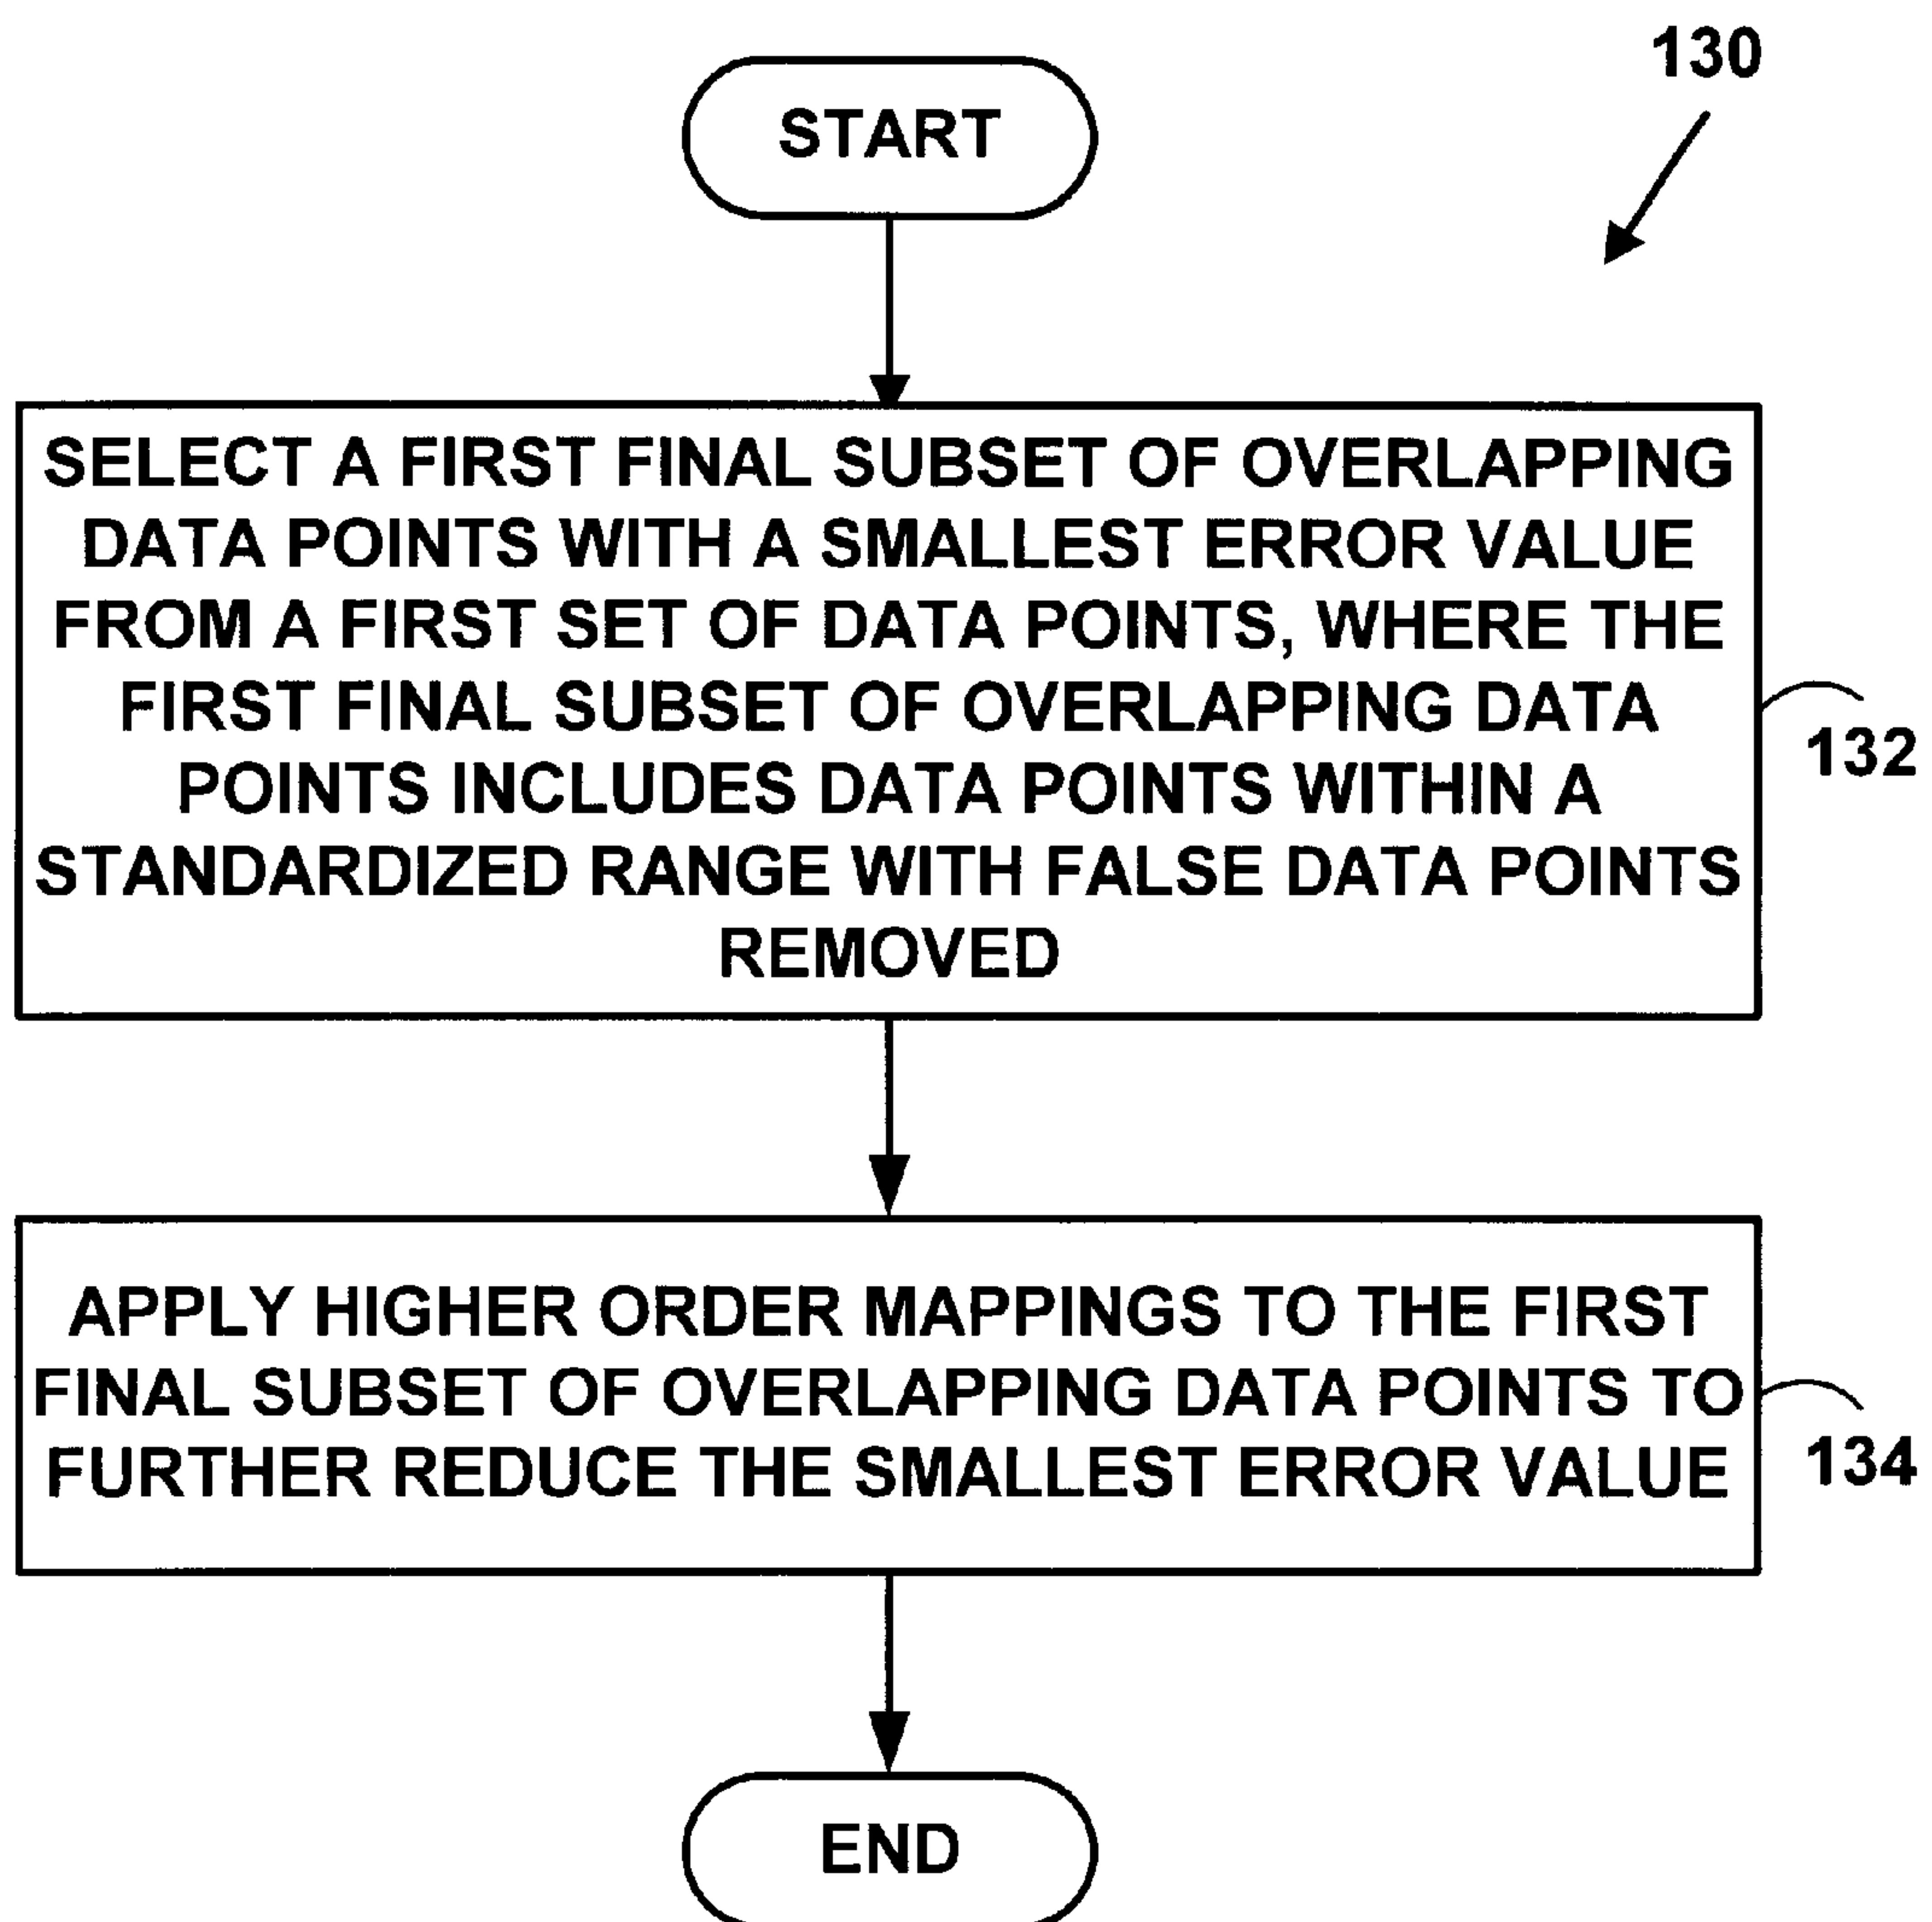 130
START
SELECT A FIRST FINAL SUBSET OF OVERLAPPING
DATA POINTS WITH A SMALLEST ERROR VALUE
FROM A FIRST SET OF DATA POINTS, WHERE THE
FIRST FINAL SUBSET OF OVERLAPPING DATA
POINTS INCLUDES DATA POINTS WITHIN A
STANDARDIZED RANGE WITH FALSE DATA POINTS
REMOVED
132
APPLY HIGHER ORDER MAPPINGS TO THE FIRST
FINAL SUBSET OF OVERLAPPING DATA POINTS TO
FURTHER REDUCE THE SMALLEST ERROR VALUE
134
END